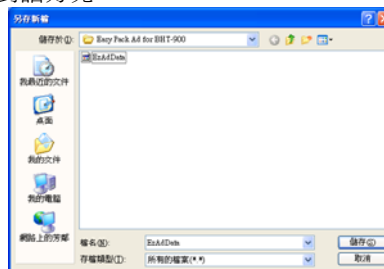 另存新檔
儲存於(I):
Easy Pack Ad for BHT-900
EzAdData
我最近的文件
桌面
我的文件
我的電腦
網路上的芳鄰
檔名(N):
EzAdData
儲存(S)
存檔類型(T):
所有的檔案(*.*)
取消